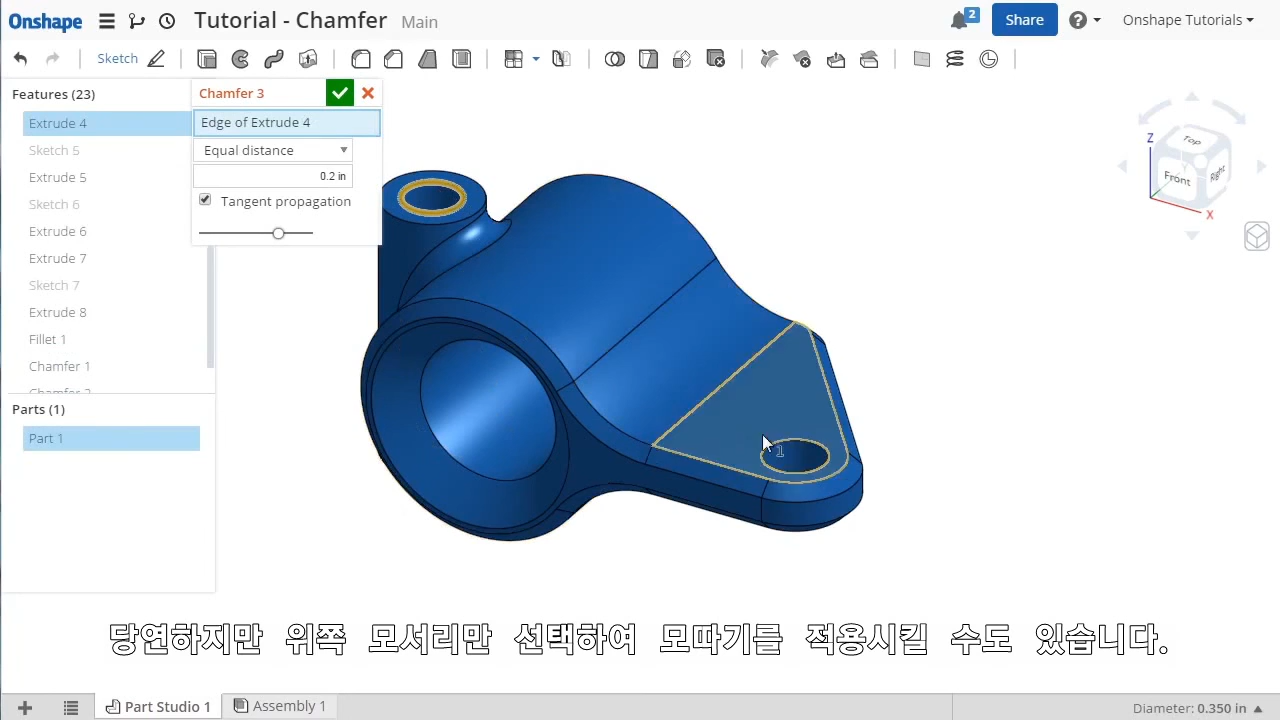 Onshape
Tutorial - Chamfer Main
2
Share
Onshape Tutorials
Sketch
Features (23)
Extrude 4
Sketch 5
Extrude 5
Sketch 6
Extrude 6
Extrude 7
Sketch 7
Extrude 8
Fillet 1
Chamfer 1
Chamfer 2
Parts (1)
Part 1
Chamfer 3
Edge of Extrude 4
Equal distance
0.2 in
Tangent propagation
Z
Top
Front
Right
Y
X
1
당연하지만 위쪽 모서리만 선택하여 모따기를 적용시킬 수도 있습니다.
Part Studio 1
Assembly 1
Diameter: 0.350 in